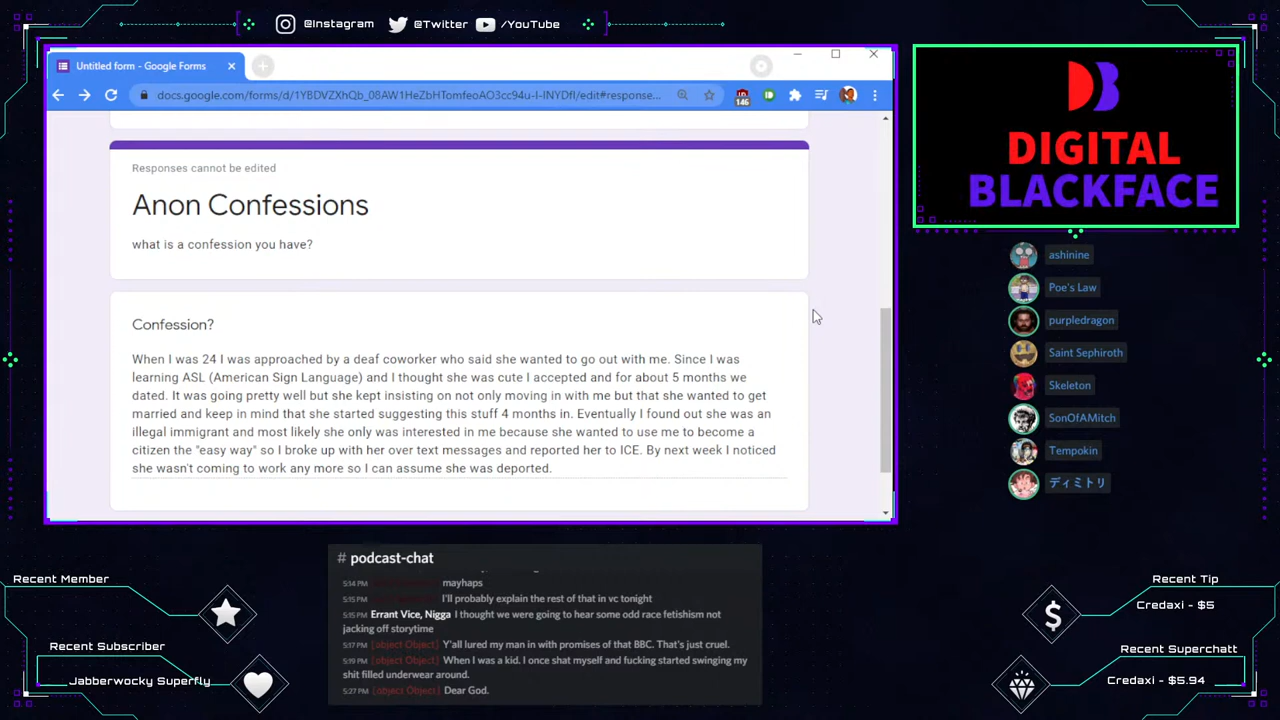 @Instagram @Twitter /YouTube
Untitled form - Google Forms
docs.google.com/forms/d/1YBDVZXhQb_08AW1HeZbHTomfeoAO3cc94u-I-INYDfI/edit#response...
146
Responses cannot be edited
Anon Confessions
what is a confession you have?
Confession?
When I was 24 I was approached by a deaf coworker who said she wanted to go out with me. Since I was
learning ASL (American Sign Language) and I thought she was cute I accepted and for about 5 months we
dated. It was going pretty well but she kept insisting on not only moving in with me but that she wanted to get
married and keep in mind that she started suggesting this stuff 4 months in. Eventually I found out she was an
illegal immigrant and most likely she only was interested in me because she wanted to use me to become a
citizen the "easy way" so I broke up with her over text messages and reported her to ICE. By next week I noticed
she wasn't coming to work any more so I can assume she was deported.
DB
DIGITAL
BLACKFACE
ashinine
Poe's Law
purpledragon
Saint Sephiroth
Skeleton
SonOfAMitch
Tempokin
ディミトリ
# podcast-chat
5:14 PM mayhaps
5:15 PM I'll probably explain the rest of that in vc tonight
5:15 PM Errant Vice, Nigga I thought we were going to hear some odd race fetishism not
jacking off storytime
5:17 PM [object Object] Y'all lured my man in with promises of that BBC. That's just cruel.
5:19 PM [object Object] When I was a kid. I once shat myself and fucking started swinging my
shit filled underwear around.
5:27 PM [object Object] Dear God.
Recent Member
Recent Subscriber
Jabberwocky Superfly
Recent Tip
Credaxi - $5
Recent Superchatt
Credaxi - $5.94